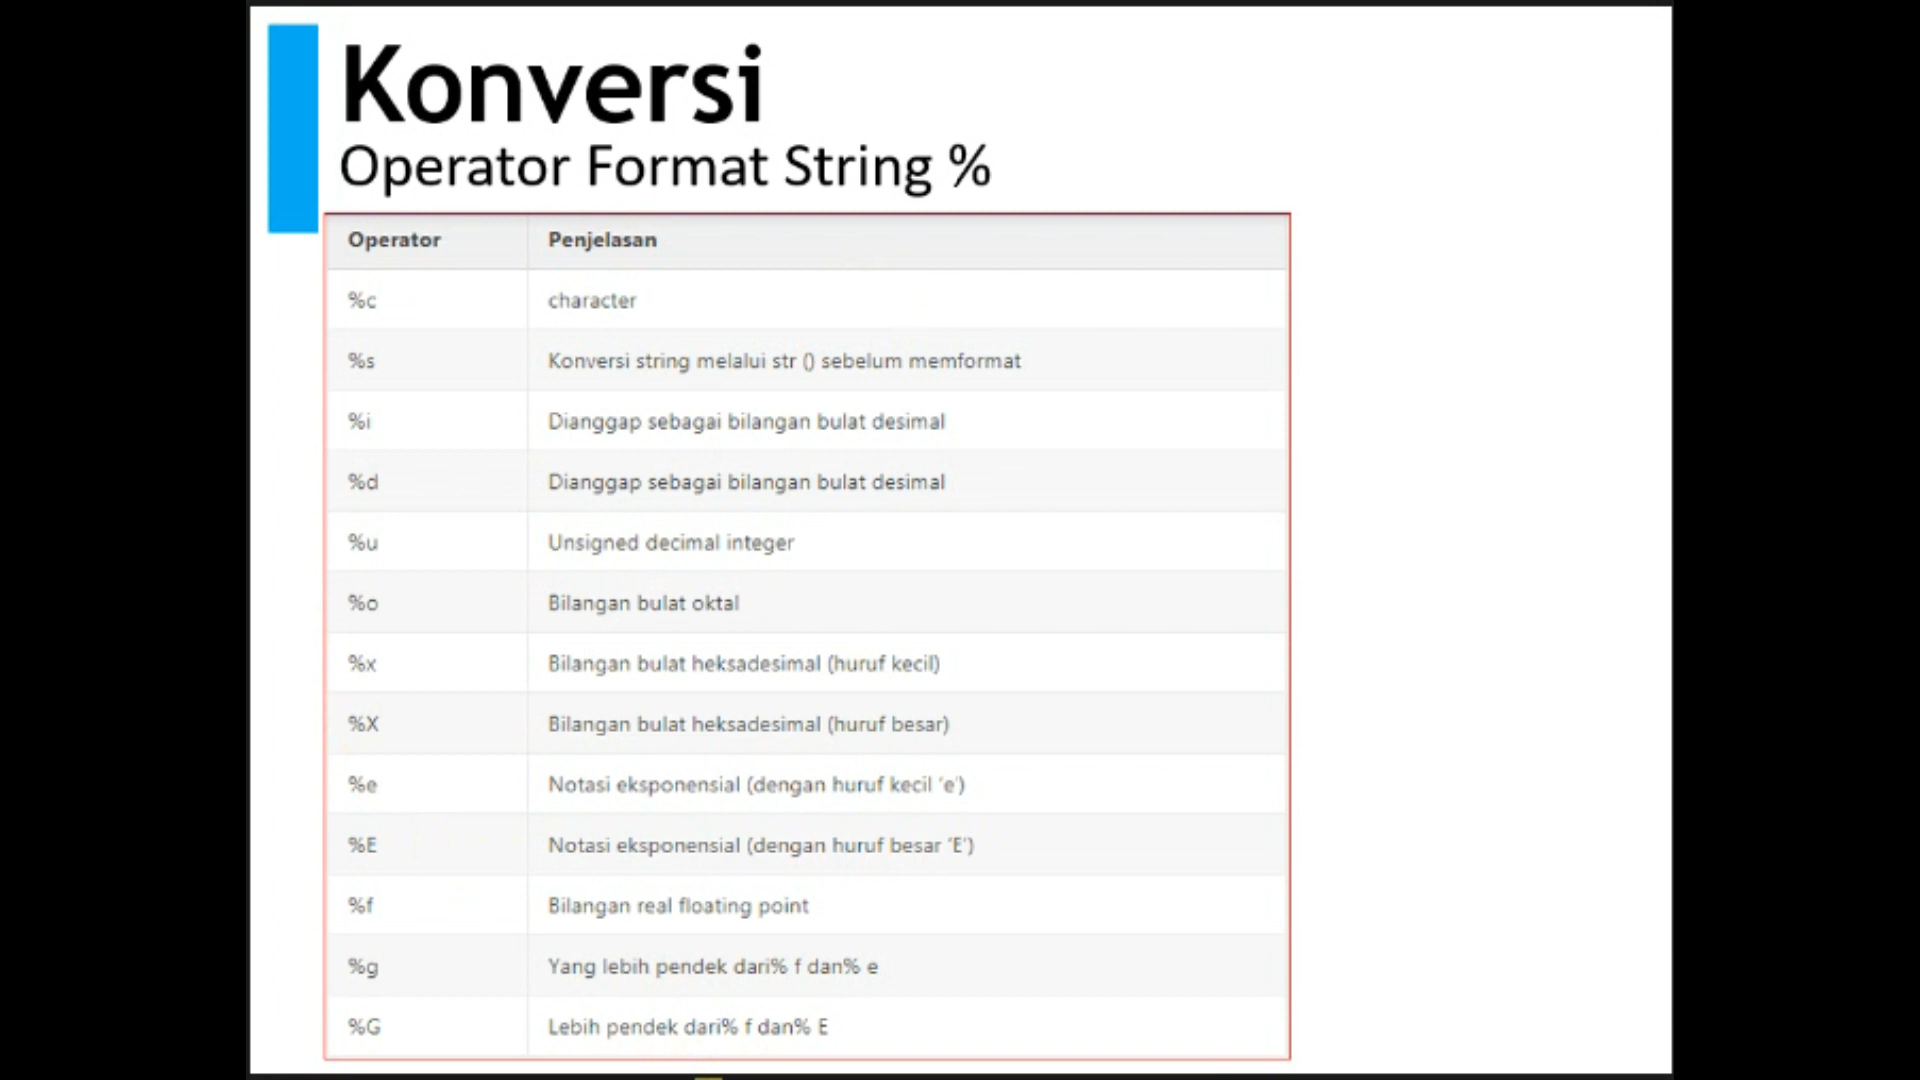 Konversi
Operator Format String %
Operator Penjelasan
%c character
%s Konversi string melalui str () sebelum memformat
%i Dianggap sebagai bilangan bulat desimal
%d Dianggap sebagai bilangan bulat desimal
%u Unsigned decimal integer
%o Bilangan bulat oktal
%x Bilangan bulat heksadesimal (huruf kecil)
%X Bilangan bulat heksadesimal (huruf besar)
%e Notasi eksponensial (dengan huruf kecil 'e')
%E Notasi eksponensial (dengan huruf besar 'E')
%f Bilangan real floating point
%g Yang lebih pendek dari% f dan% e
%G Lebih pendek dari% f dan% E